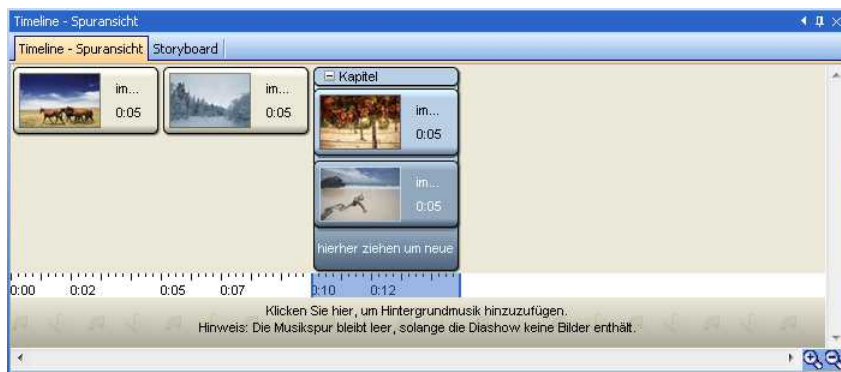 Timeline - Spuransicht
Timeline - Spuransicht Storyboard
im...
0:05
im...
0:05
Kapitel
im...
0:05
im...
0:05
hierher ziehen um neue
0:00 0:02 0:05 0:07 0:10 0:12
Klicken Sie hier, um Hintergrundmusik hinzuzufügen.
Hinweis: Die Musikspur bleibt leer, solange die Diashow keine Bilder enthält.